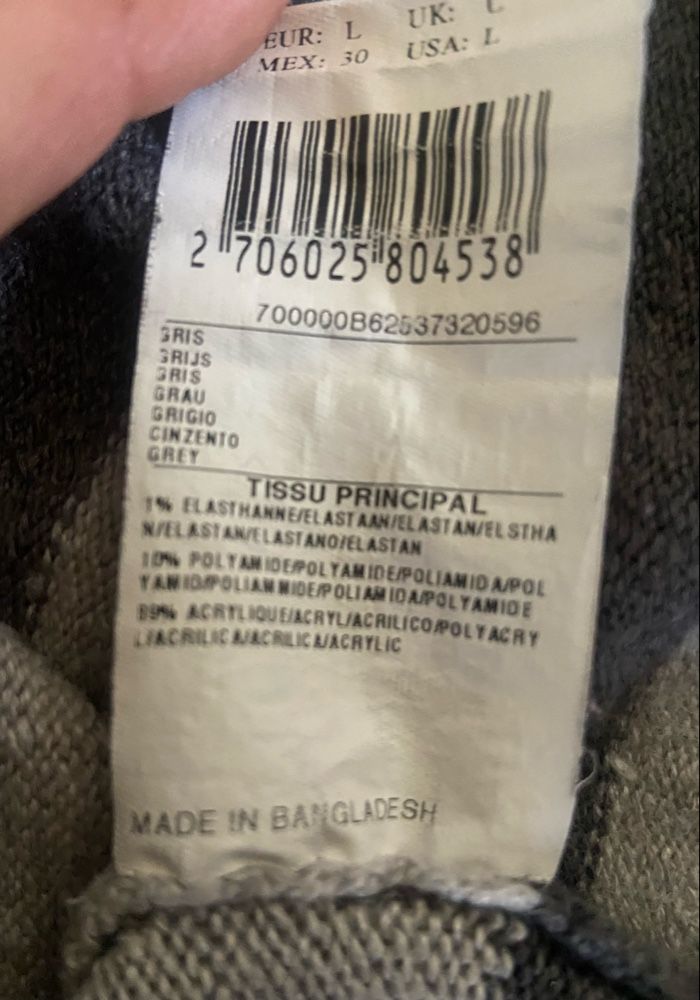 EUR: L UK: L
MEX: 30 USA: L
2 706025 804538
700000B62537320596
GRIS
GRIJS
GRIS
GRAU
GRIGIO
CINZENTO
GREY
TISSU PRINCIPAL
1% ELASTHANNE/ELASTAAN/ELASTAN/ELSTHA
N/ELASTAN/ELASTANO/ELASTAN
10% POLYAMIDE/POLYAMIDE/POLIAMIDA/POL
YAMID/POLIAMMIDE/POLIAMIDA/POLYAMIDE
89% ACRYLIQUE/ACRYL/ACRILICO/POLYACRY
L/ACRILICA/ACRILICA/ACRYLIC
MADE IN BANGLADESH